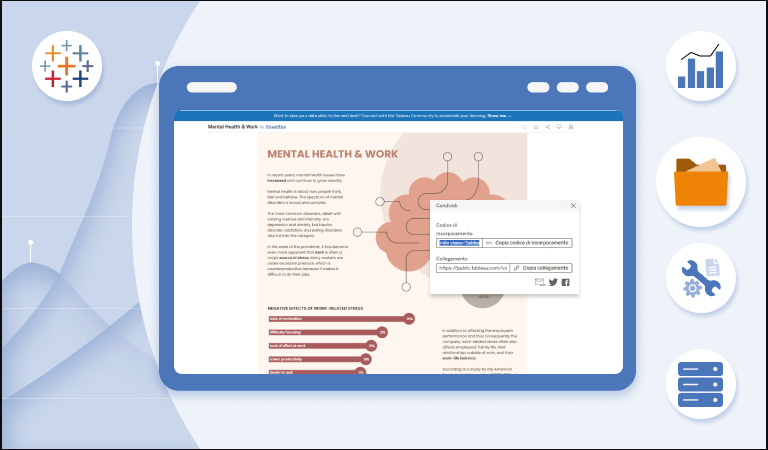 Want to take your data skills to the next level? Connect with the Tableau Community to accelerate your learning. Show me →
Mental Health & Work by
MENTAL HEALTH & WORK
In recent years, mental health issues have
increased and continue to grow steadily.
Mental health is about how people think,
feel and behave. The spectrum of mental
disorders is broad and complex.
The most common disorders, albeit with
varying nuance and intensity, are
depression and anxiety, but bipolar
disorder, addiction, and eating disorders
also fall into this category.
In the wake of the pandemic, it has become
even more apparent that work is often a
major source of stress. Many workers are
under excessive pressure, which is
counterproductive because it makes it
difficult to do their jobs.
Condividi
Codice di
incorporamento
<div class='tablea
</> Copia codice di incorporamento
Collegamento
https://public.tableau.com/vi
Copia collegamento
NEGATIVE EFFECTS OF WORK-RELATED STRESS
lack of motivation
difficulty focusing
lack of effort at work
lower productivity
desire to quit
In addition to affecting the employee's
performance and thus consequently the
company, work-related stress often also
affects employees' family life, their
relationships outside of work, and their
work-life balance.
According to a study by the American